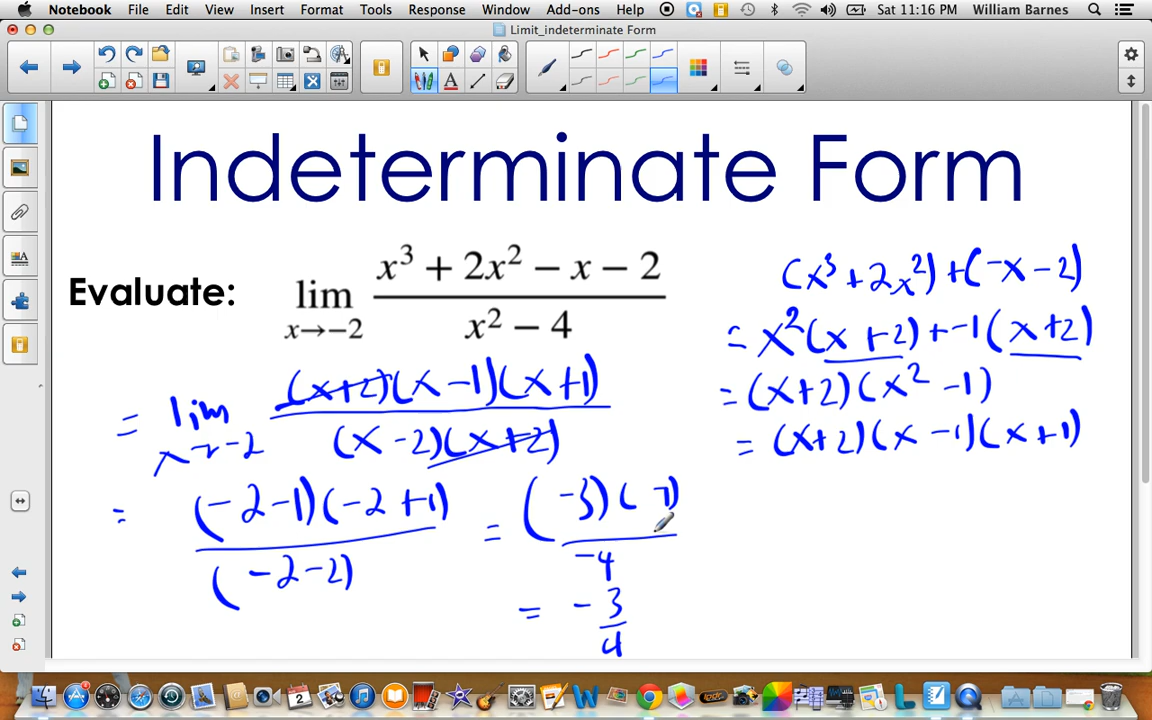 Notebook File Edit View Insert Format Tools Response Window Add-ons Help Sat 11:16 PM William Barnes
Limit_indeterminate Form
Indeterminate Form
Evaluate: lim x→−2 (x³ + 2x² − x − 2) / (x² − 4)
(x³ + 2x²) + (-x - 2)
= x²(x + 2) + -1(x+2)
= (x+2)(x² - 1)
= (x+2)(x - 1)(x + 1)
= lim x→-2 (x+2)(x - 1)(x + 1) / (x - 2)(x+2)
= (-2 - 1)(-2 + 1) / (-2 - 2) = (-3)(-1) / -4
= - 3/4